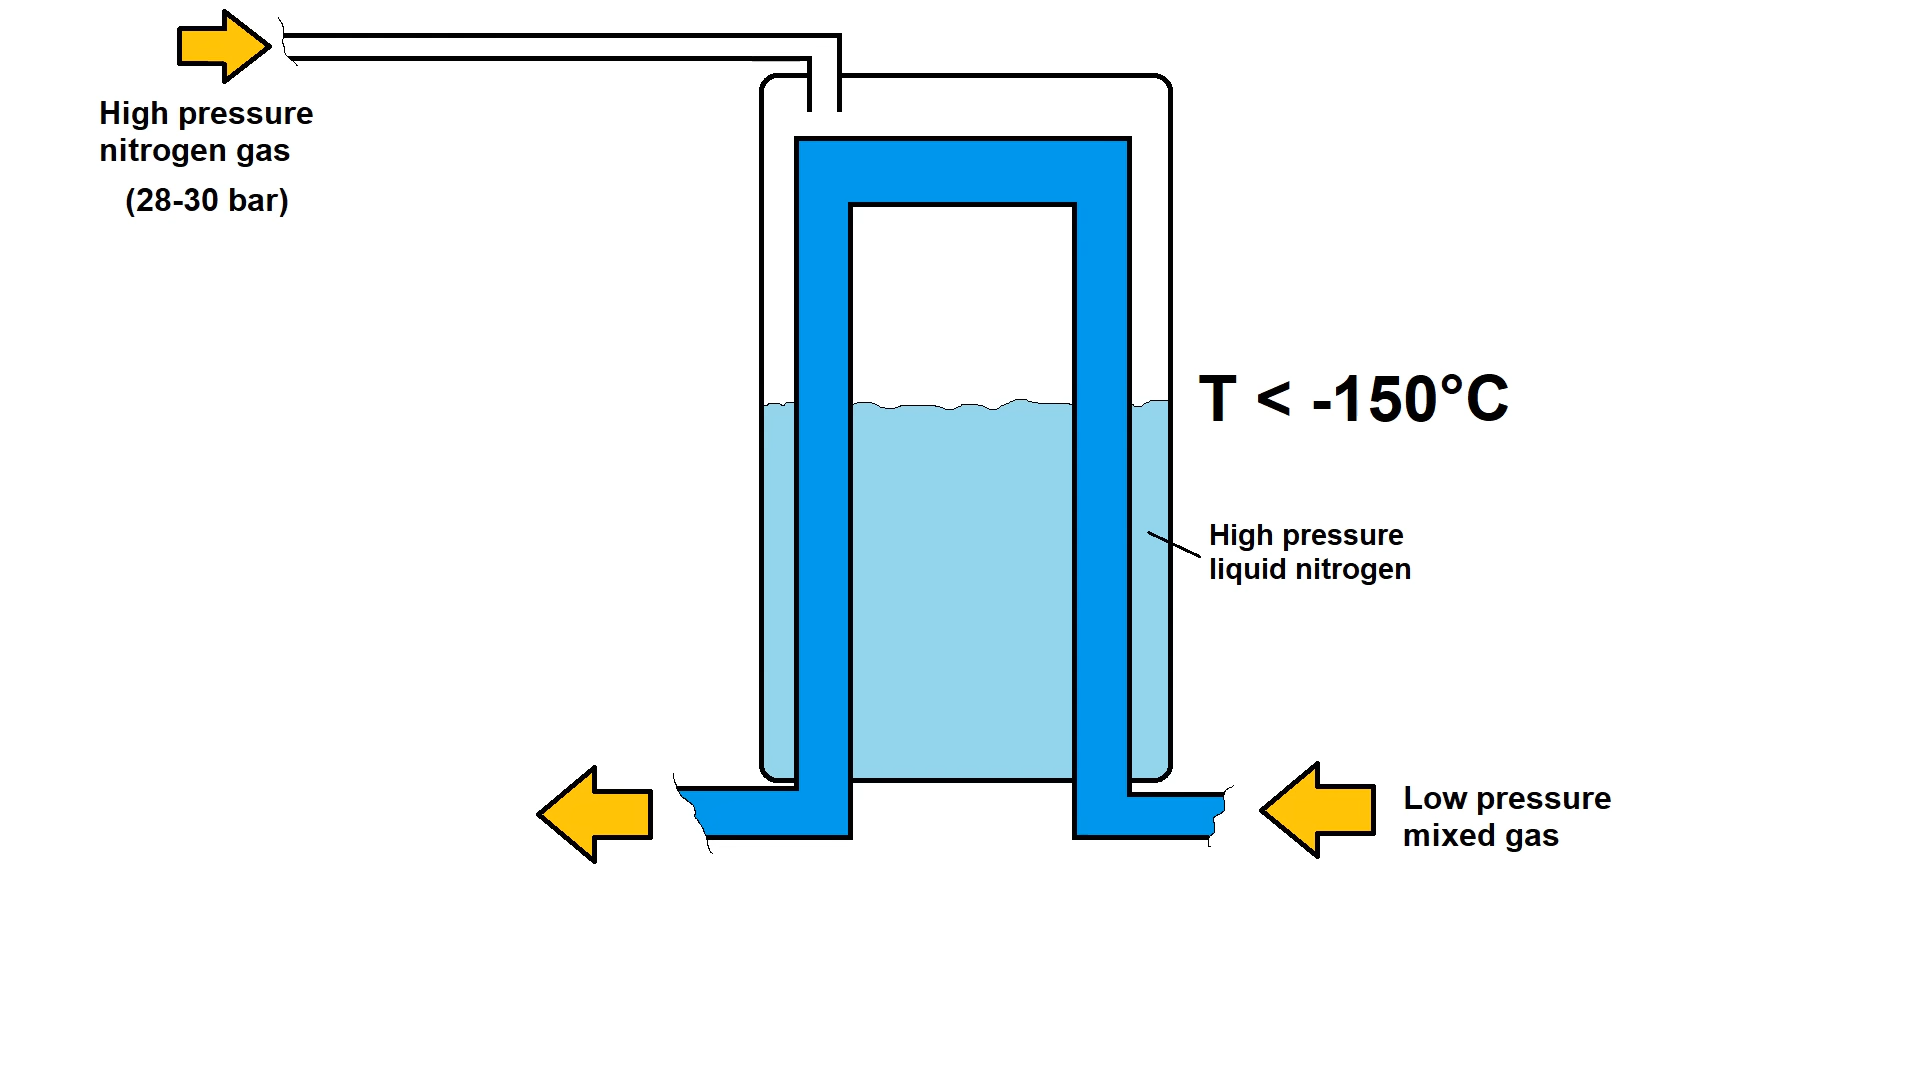 High pressure
nitrogen gas
(28-30 bar)
T < -150°C
High pressure
liquid nitrogen
Low pressure
mixed gas